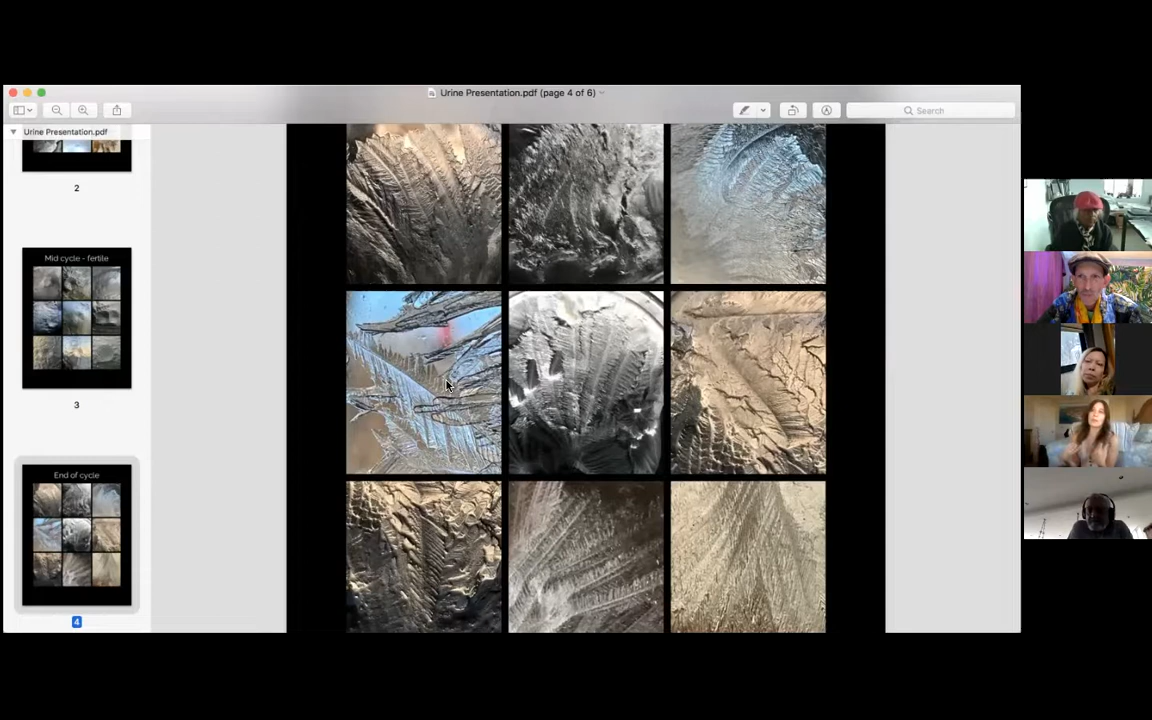 Urine Presentation.pdf (page 4 of 6)
Search
Urine Presentation.pdf
2
Mid cycle - fertile
3
End of cycle
4